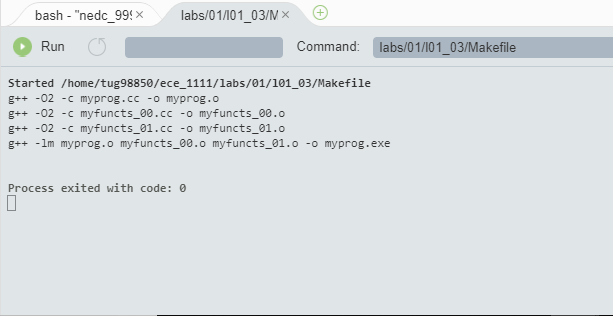 bash - "nedc_999
labs/01/l01_03/M
Run
Command: labs/01/l01_03/Makefile
Started /home/tug98850/ece_1111/labs/01/l01_03/Makefile
g++ -O2 -c myprog.cc -o myprog.o
g++ -O2 -c myfuncts_00.cc -o myfuncts_00.o
g++ -O2 -c myfuncts_01.cc -o myfuncts_01.o
g++ -lm myprog.o myfuncts_00.o myfuncts_01.o -o myprog.exe
Process exited with code: 0